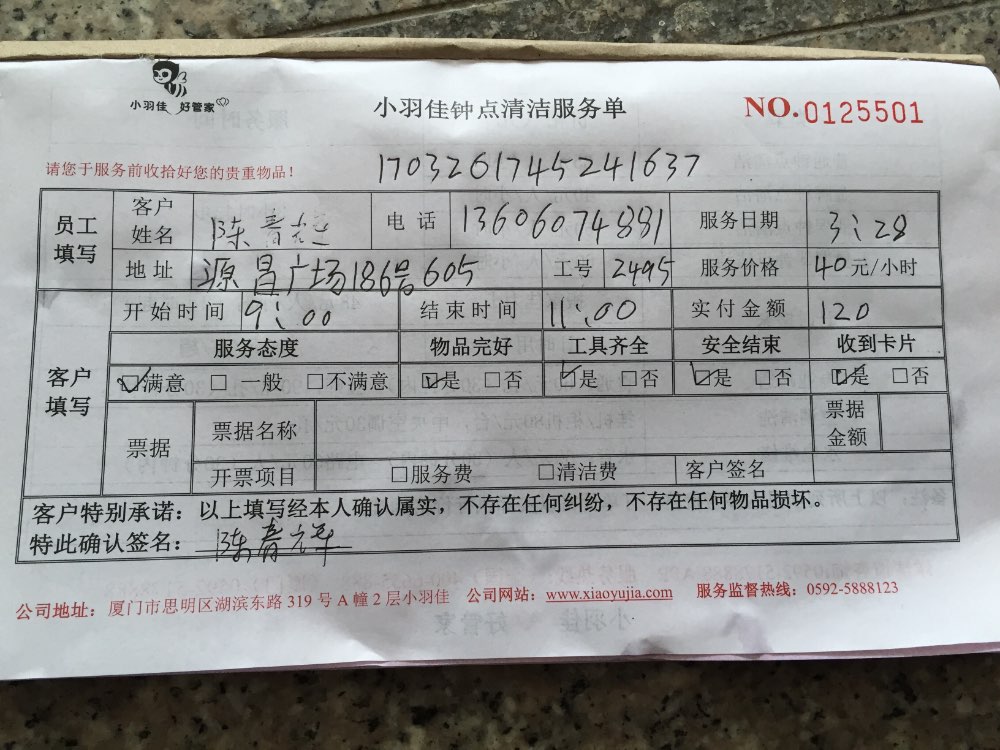 小羽佳 好管家
小羽佳钟点清洁服务单
NO.0125501
请您于服务前收拾好您的贵重物品！
1703261745241637
员工填写 客户姓名 陈青 电话 13606074881 服务日期 3:28
地址 源昌广场186号605 工号 2495 服务价格 40元/小时
客户填写 开始时间 9:00 结束时间 11:00 实付金额 120
服务态度 物品完好 工具齐全 安全结束 收到卡片
☑满意 □一般 □不满意 ☑是 □否 ☑是 □否 ☑是 □否 ☑是 □否
票据 票据名称 票据金额
开票项目 □服务费 □清洁费 客户签名
客户特别承诺：以上填写经本人确认属实，不存在任何纠纷，不存在任何物品损坏。
特此确认签名：陈青
公司地址：厦门市思明区湖滨东路 319 号 A 幢 2 层小羽佳 公司网站：www.xiaoyujia.com 服务监督热线：0592-5888123